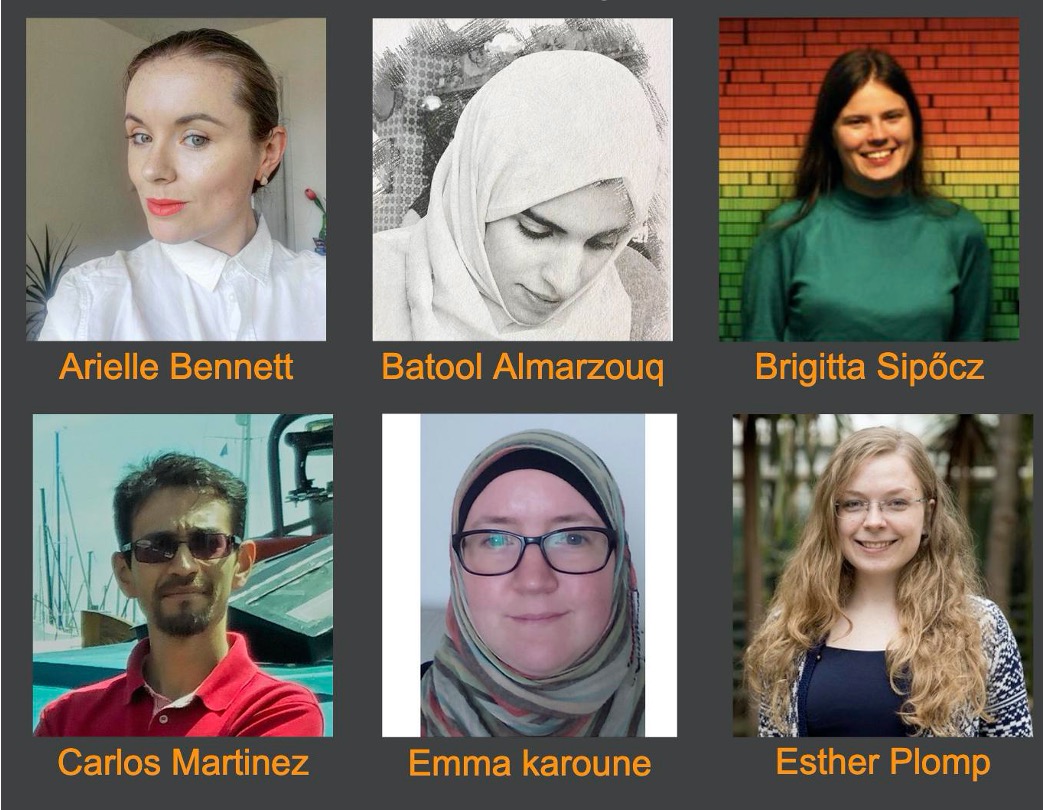 Arielle Bennett
Batool Almarzouq
Brigitta Sipőcz
Carlos Martinez
Emma karoune
Esther Plomp